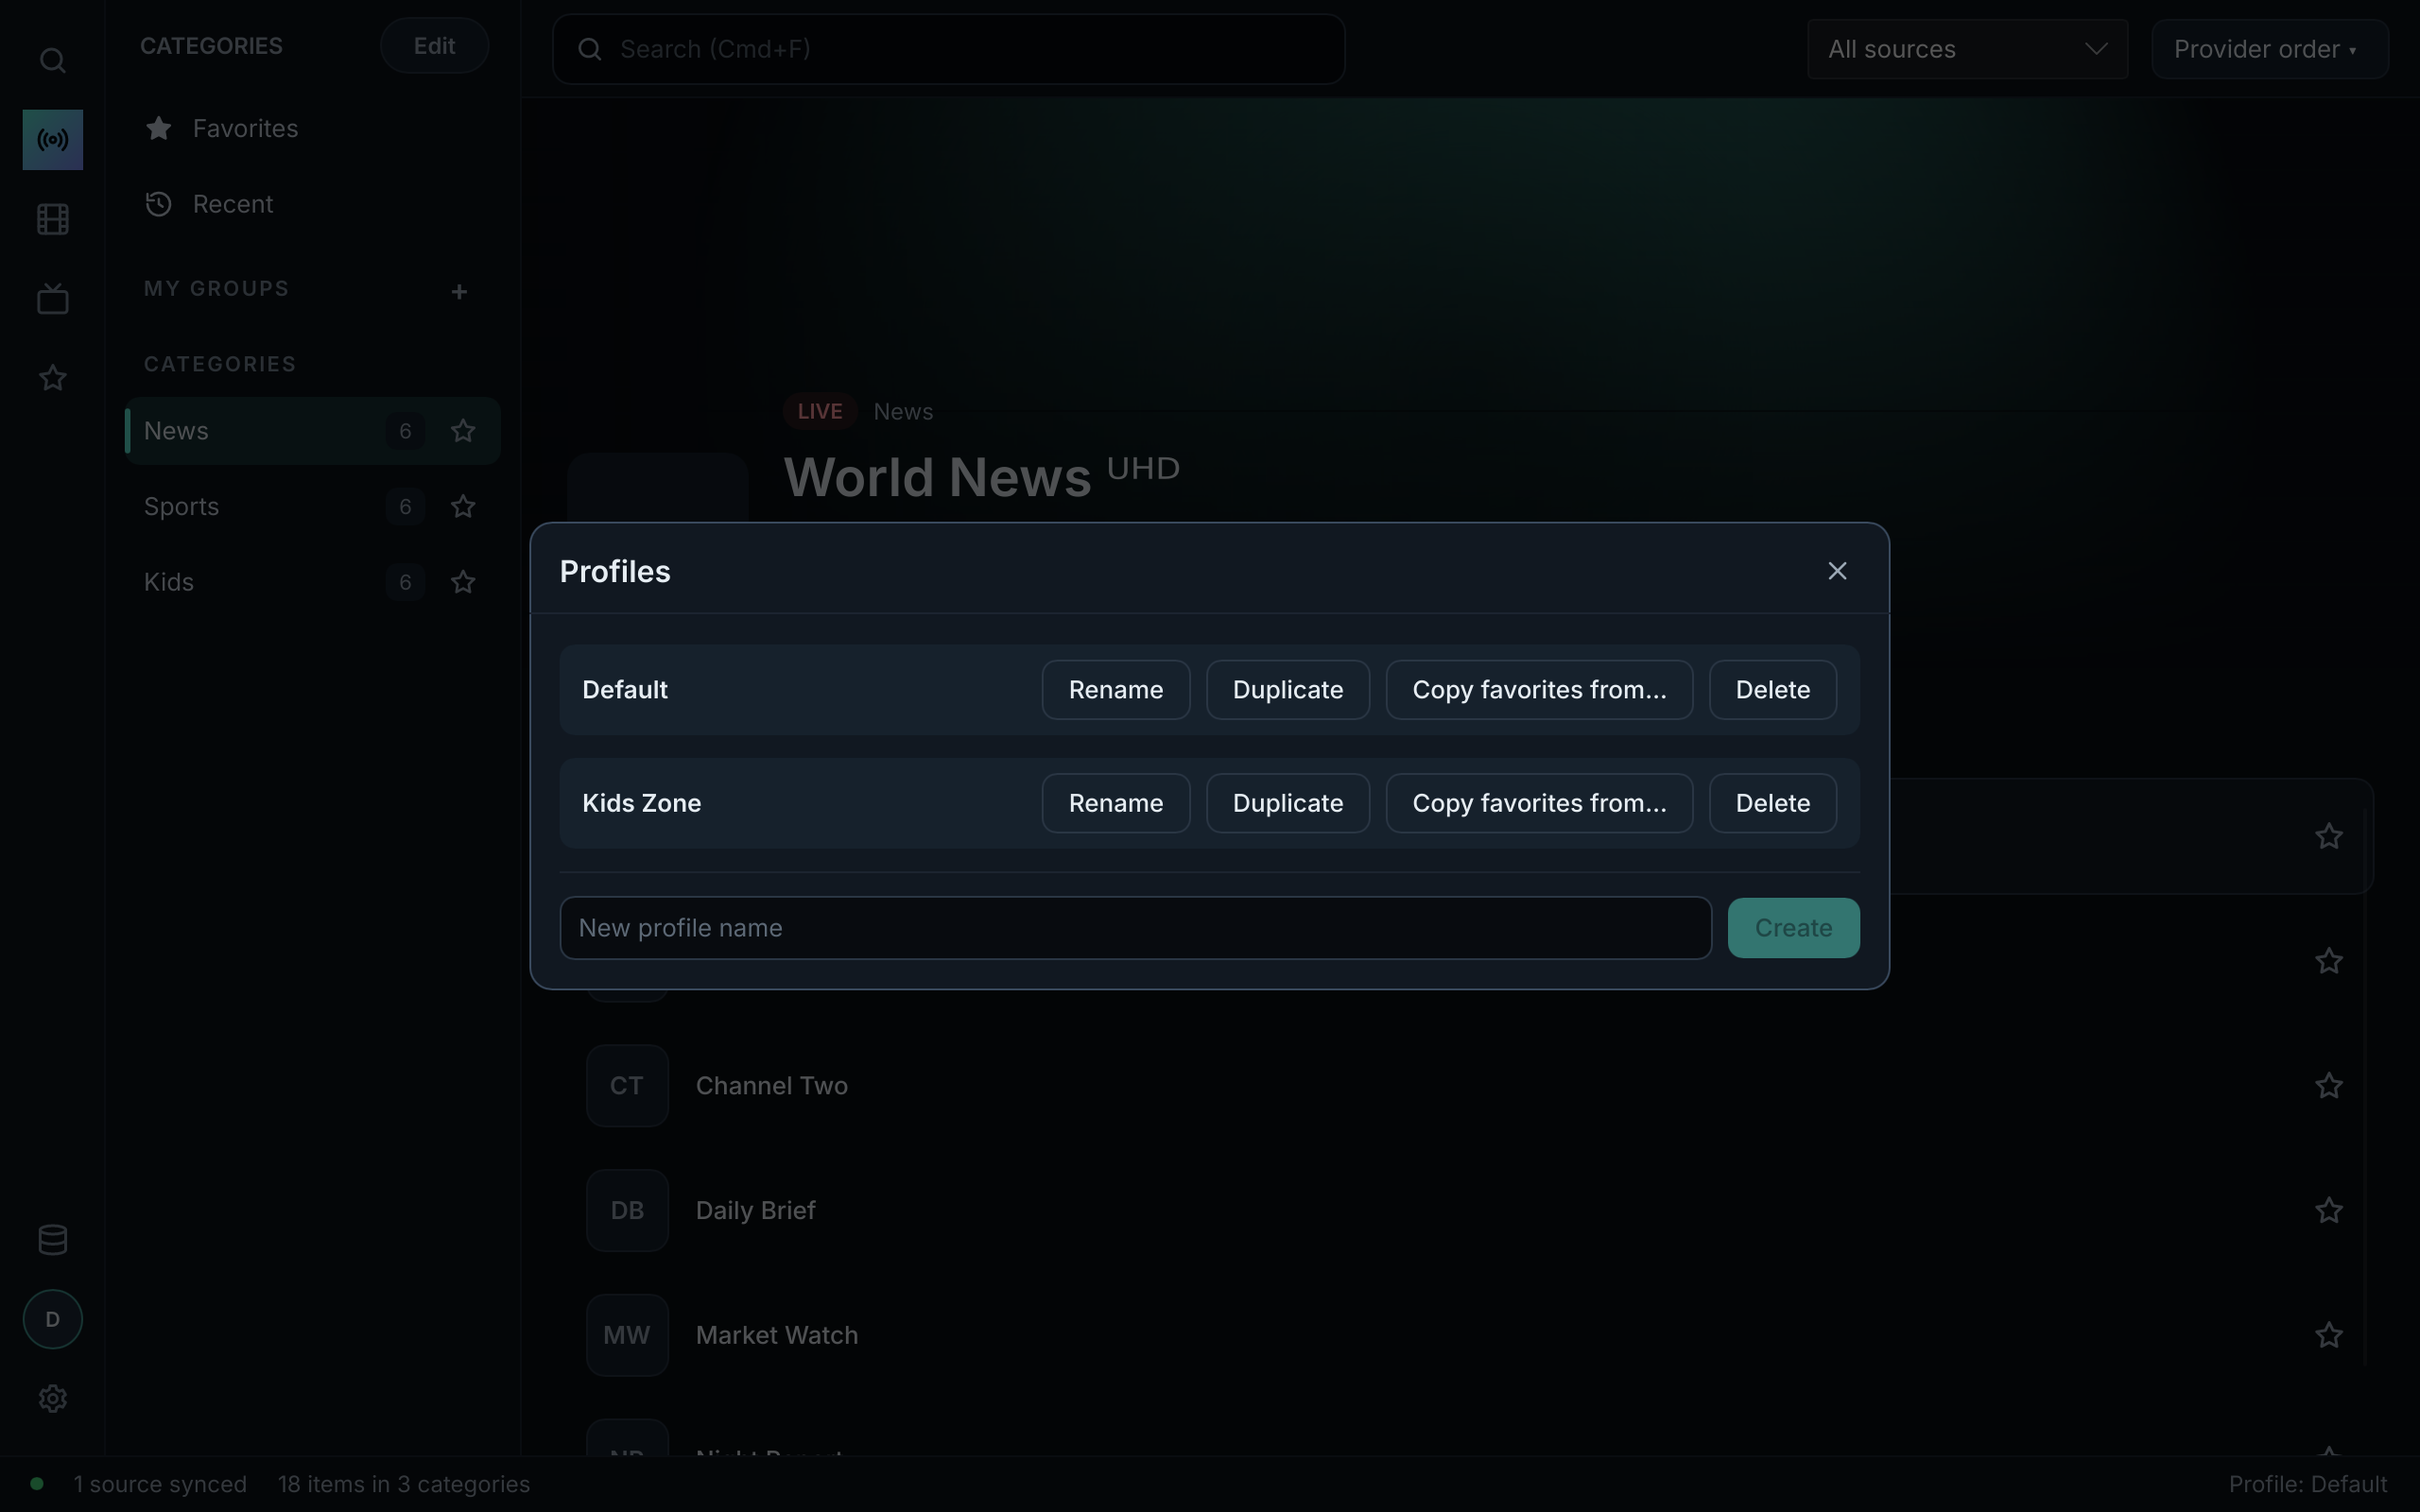 CATEGORIES
Edit
Search (Cmd+F)
All sources
Provider order ▾
Favorites
Recent
MY GROUPS
+
CATEGORIES
News
6
Sports
6
Kids
6
LIVE
News
World News UHD
Profiles
Default
Rename
Duplicate
Copy favorites from...
Delete
Kids Zone
Rename
Duplicate
Copy favorites from...
Delete
New profile name
Create
CT
Channel Two
DB
Daily Brief
MW
Market Watch
D
1 source synced
18 items in 3 categories
Profile: Default